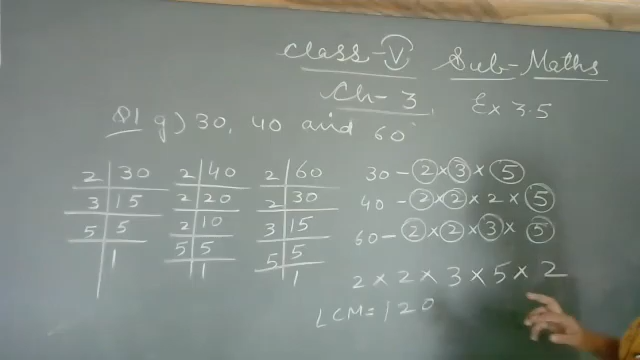 Class-V Sub-Maths
Ch-3, Ex 3.5
Q1 g) 30, 40 and 60
2 | 30
3 | 15
5 | 5
1
2 | 40
2 | 20
2 | 10
5 | 5
1
2 | 60
2 | 30
3 | 15
5 | 5
1
30 - 2 × 3 × 5
40 - 2 × 2 × 2 × 5
60 - 2 × 2 × 3 × 5
2 × 2 × 3 × 5 × 2
LCM = 120